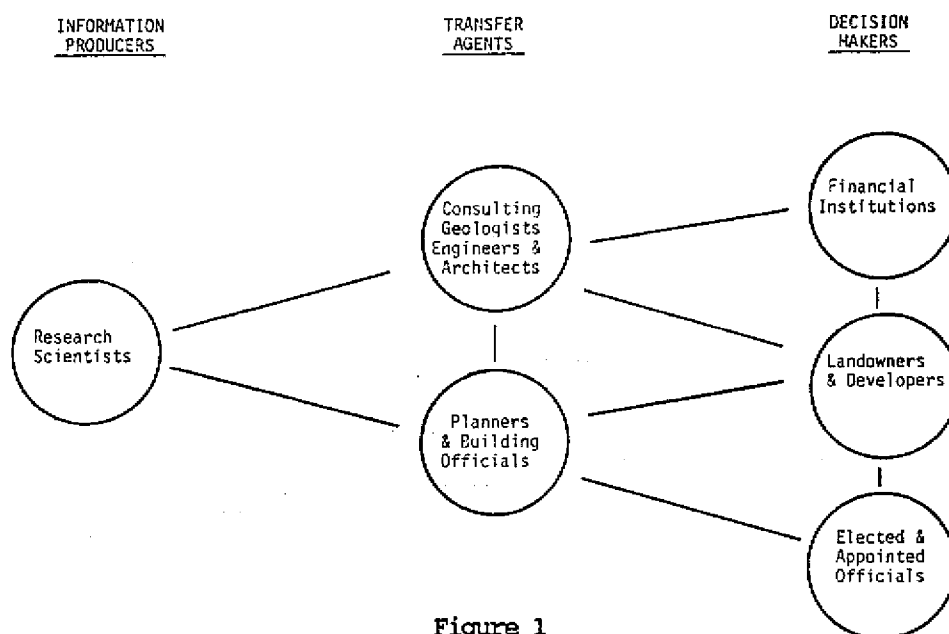 INFORMATION
PRODUCERS
TRANSFER
AGENTS
DECISION
HAKERS
Financial
Institutions
Consulting
Geologists
Engineers &
Architects
Research
Scientists
Landowners
& Developers
Planners
& Building
Officials
Elected &
Appointed
Officials
Figure 1